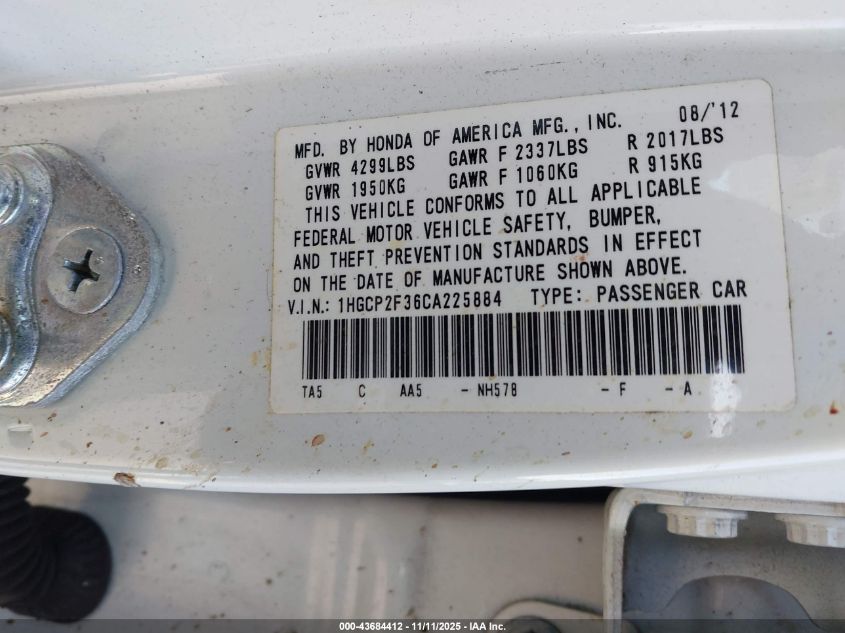 MFD. BY HONDA OF AMERICA MFG., INC. 08/'12
GVWR 4299LBS GAWR F 2337LBS R 2017LBS
GVWR 1950KG GAWR F 1060KG R 915KG
THIS VEHICLE CONFORMS TO ALL APPLICABLE
FEDERAL MOTOR VEHICLE SAFETY, BUMPER,
AND THEFT PREVENTION STANDARDS IN EFFECT
ON THE DATE OF MANUFACTURE SHOWN ABOVE.
V.I.N.: 1HGCP2F36CA225884 TYPE: PASSENGER CAR
TA5 C AA5 - NH578 - F - A
000-43684412 - 11/11/2025 - IAA Inc.